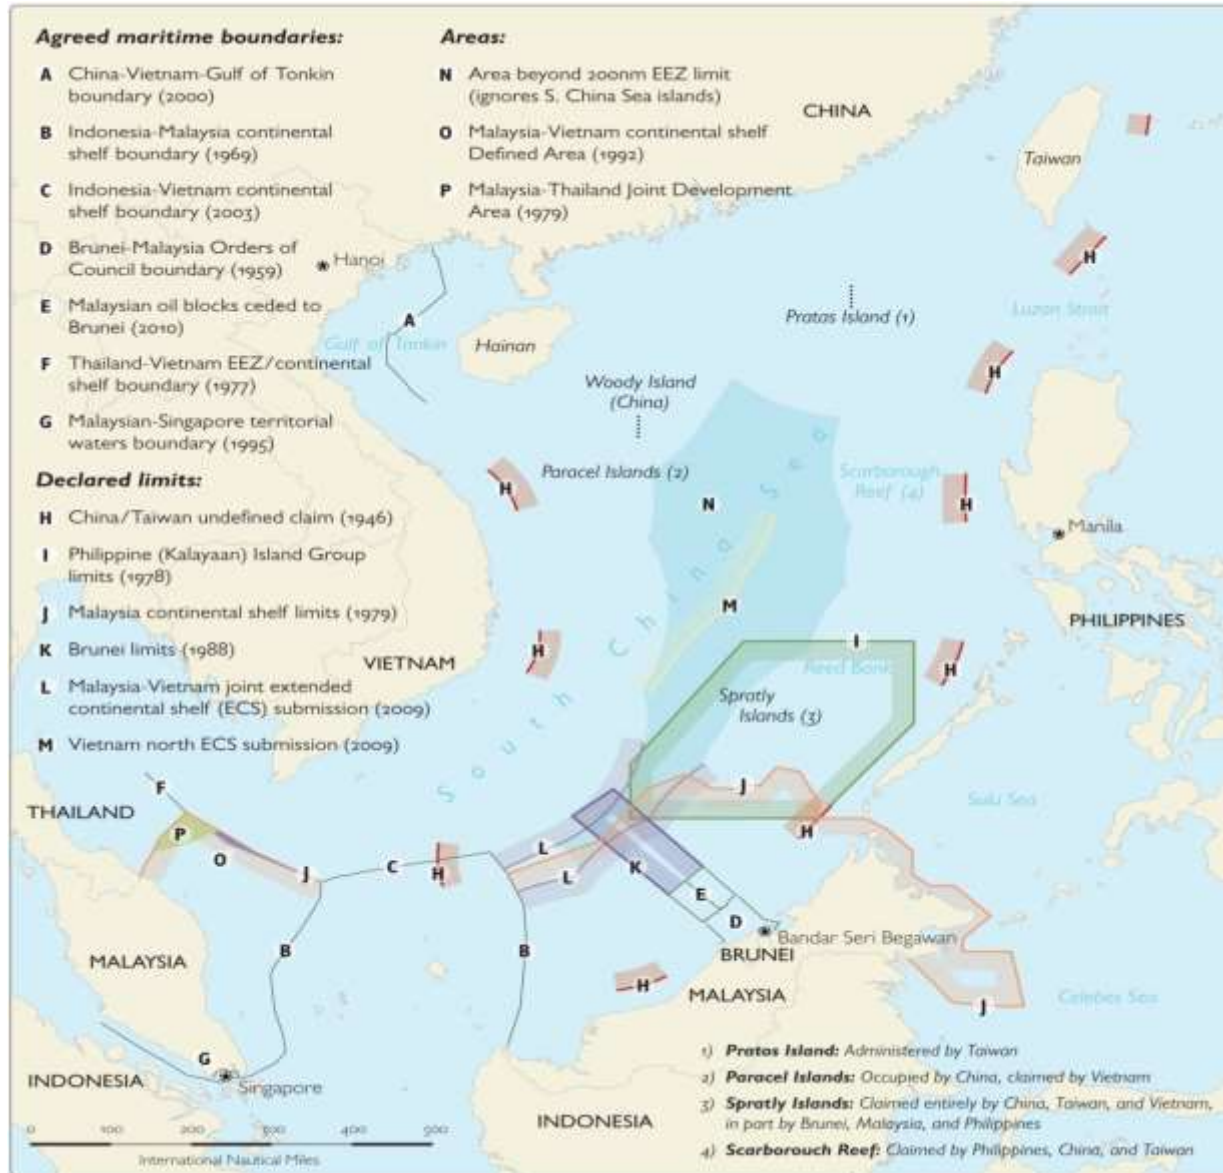 Agreed maritime boundaries:
A China-Vietnam-Gulf of Tonkin
boundary (2000)
B Indonesia-Malaysia continental
shelf boundary (1969)
C Indonesia-Vietnam continental
shelf boundary (2003)
D Brunei-Malaysia Orders of
Council boundary (1959)
E Malaysian oil blocks ceded to
Brunei (2010)
F Thailand-Vietnam EEZ/continental
shelf boundary (1977)
G Malaysian-Singapore territorial
waters boundary (1995)
Declared limits:
H China/Taiwan undefined claim (1946)
I Philippine (Kalayaan) Island Group
limits (1978)
J Malaysia continental shelf limits (1979)
K Brunei limits (1988)
L Malaysia-Vietnam joint extended
continental shelf (ECS) submission (2009)
M Vietnam north ECS submission (2009)
Areas:
N Area beyond 200nm EEZ limit
(ignores S. China Sea islands)
O Malaysia-Vietnam continental shelf
Defined Area (1992)
P Malaysia-Thailand Joint Development
Area (1979)
CHINA
Taiwan
Hanoi
H
Luzon Strait
Pratas Island (1)
A
Gulf of Tonkin
Hainan
H
Woody Island
(China)
Paracel Islands (2)
Scarborough
Reef (4)
H
N
H
Manila
South China Sea
M
PHILIPPINES
I
VIETNAM
H
Reed Bank
H
Spratly
Islands (3)
F
J
Sulu Sea
THAILAND
P
O
H
L
C
J
H
L
K
E
D
B
B
Bandar Seri Begawan
BRUNEI
MALAYSIA
H
MALAYSIA
J
Celebes Sea
G
INDONESIA
Singapore
INDONESIA
0 100 200 300 400 500
International Nautical Miles
1) Pratas Island: Administered by Taiwan
2) Paracel Islands: Occupied by China, claimed by Vietnam
3) Spratly Islands: Claimed entirely by China, Taiwan, and Vietnam,
in part by Brunei, Malaysia, and Philippines
4) Scarborouch Reef: Claimed by Philippines, China, and Taiwan